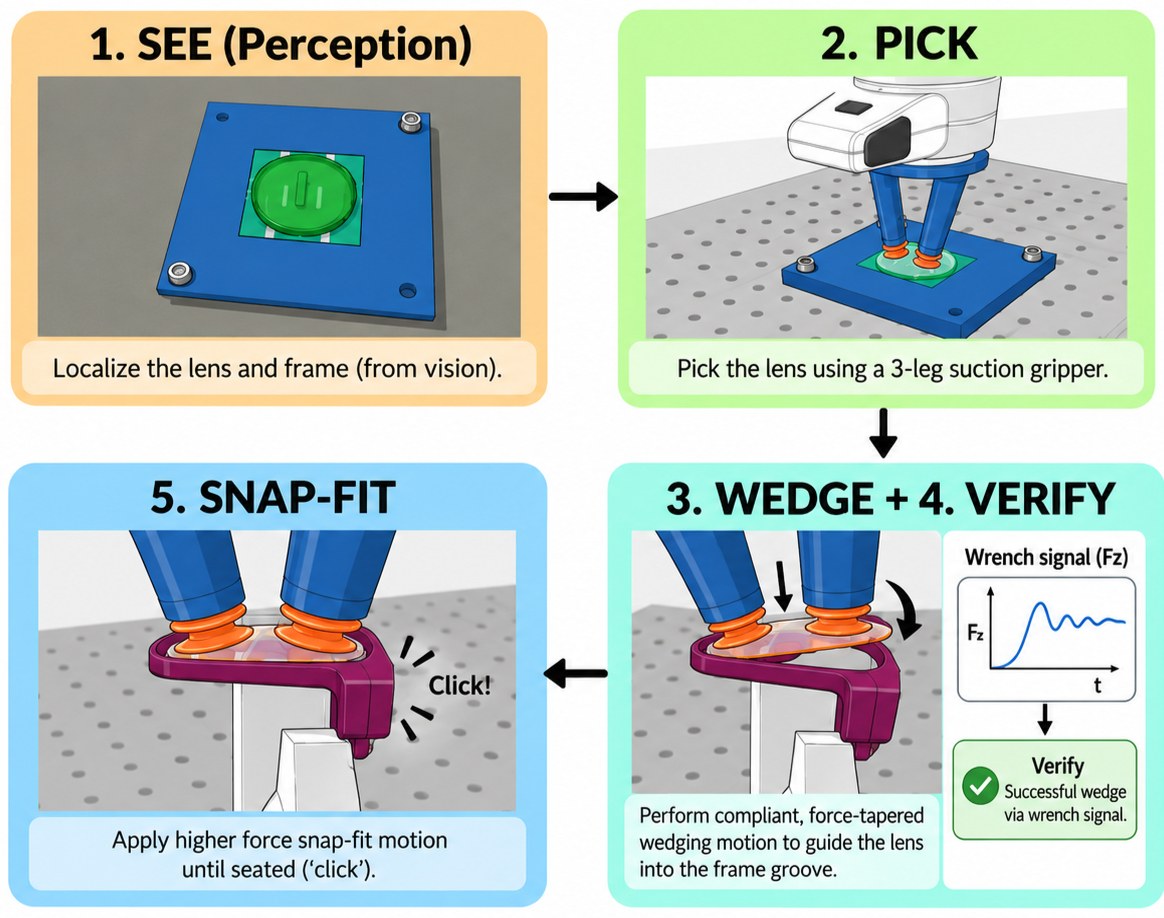 1. SEE (Perception)
Localize the lens and frame (from vision).
2. PICK
Pick the lens using a 3-leg suction gripper.
3. WEDGE + 4. VERIFY
Perform compliant, force-tapered
wedging motion to guide the lens
into the frame groove.
Wrench signal (Fz)
Fz
t
Verify
Successful wedge
via wrench signal.
5. SNAP-FIT
Click!
Apply higher force snap-fit motion
until seated (‘click’).